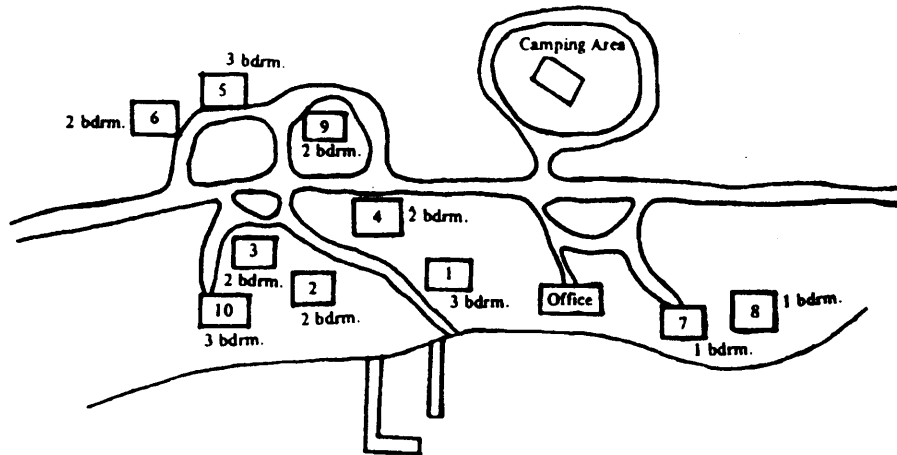 Camping Area
3 bdrm.
5
6
2 bdrm.
9
2 bdrm.
4
2 bdrm.
3
2 bdrm.
1
3 bdrm.
2
2 bdrm.
10
3 bdrm.
Office
7
1 bdrm.
8
1 bdrm.